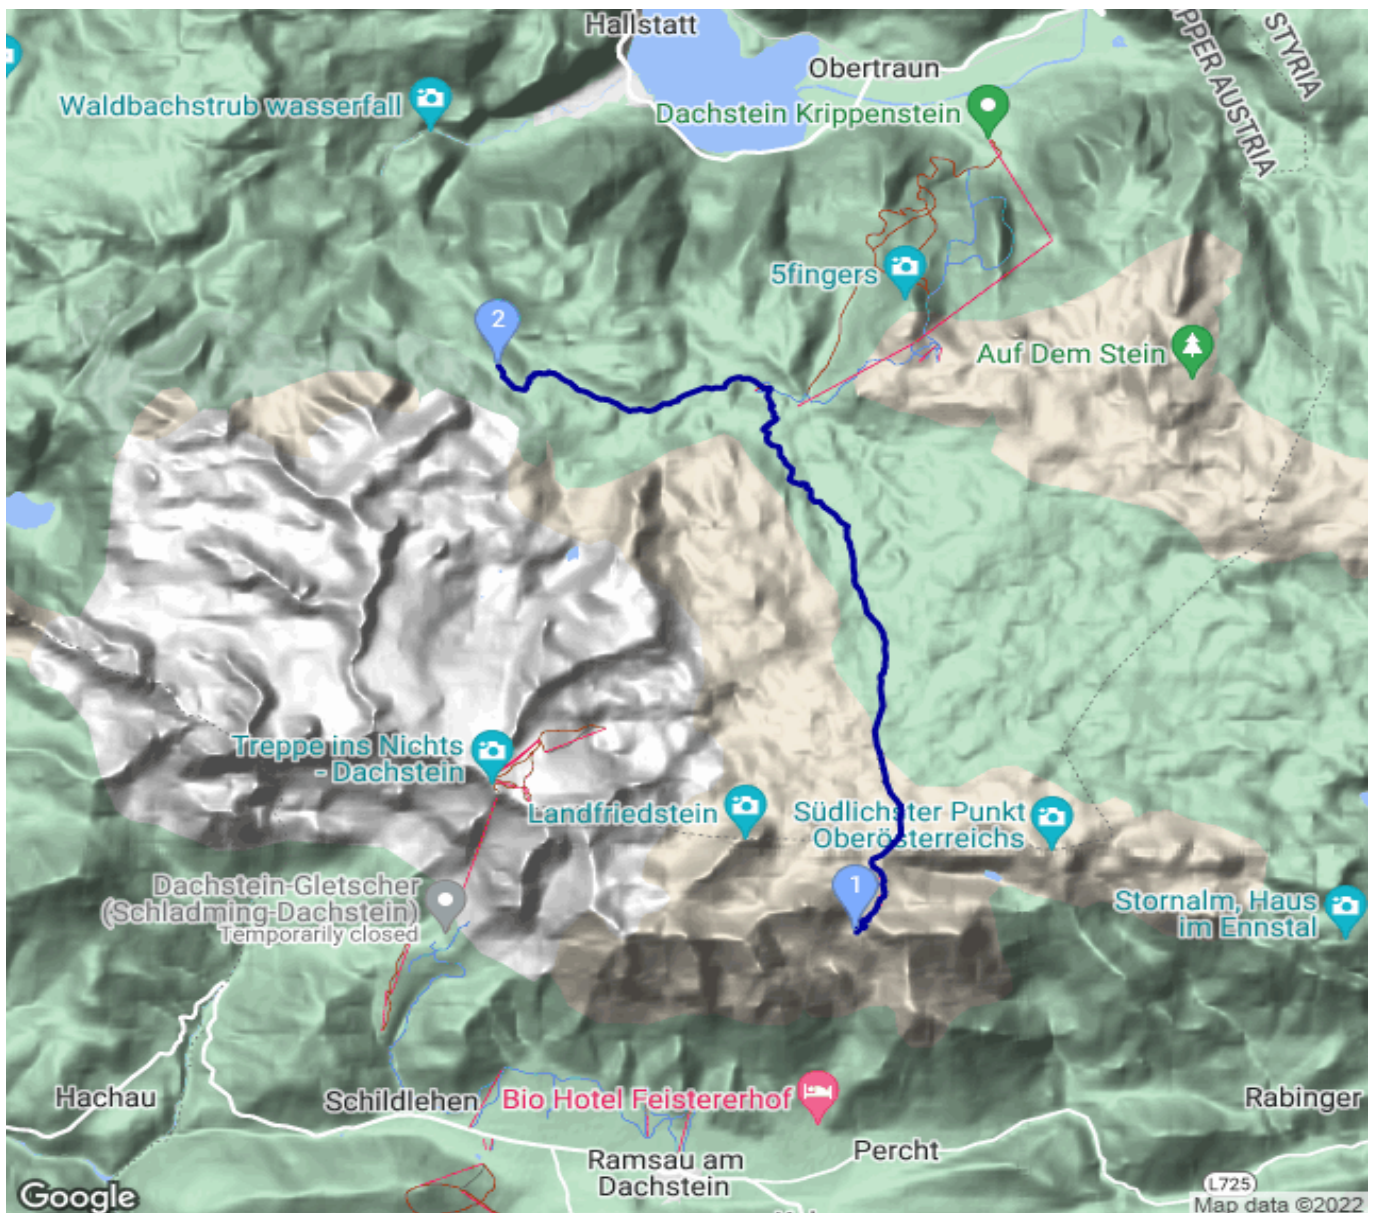 Hallstatt
Obertraun
UPPER AUSTRIA
STYRIA
Waldbachstrub wasserfall
Dachstein Krippenstein
5fingers
2
Auf Dem Stein
Treppe ins Nichts
- Dachstein
Landfriedstein
Südlichster Punkt
Oberösterreichs
1
Dachstein-Gletscher
(Schladming-Dachstein)
Temporarily closed
Stornalm, Haus
im Ennstal
Hachau
Schildlehen
Bio Hotel Feistererhof
Rabinger
Percht
Ramsau am
Dachstein
L725
Google
Map data ©2022